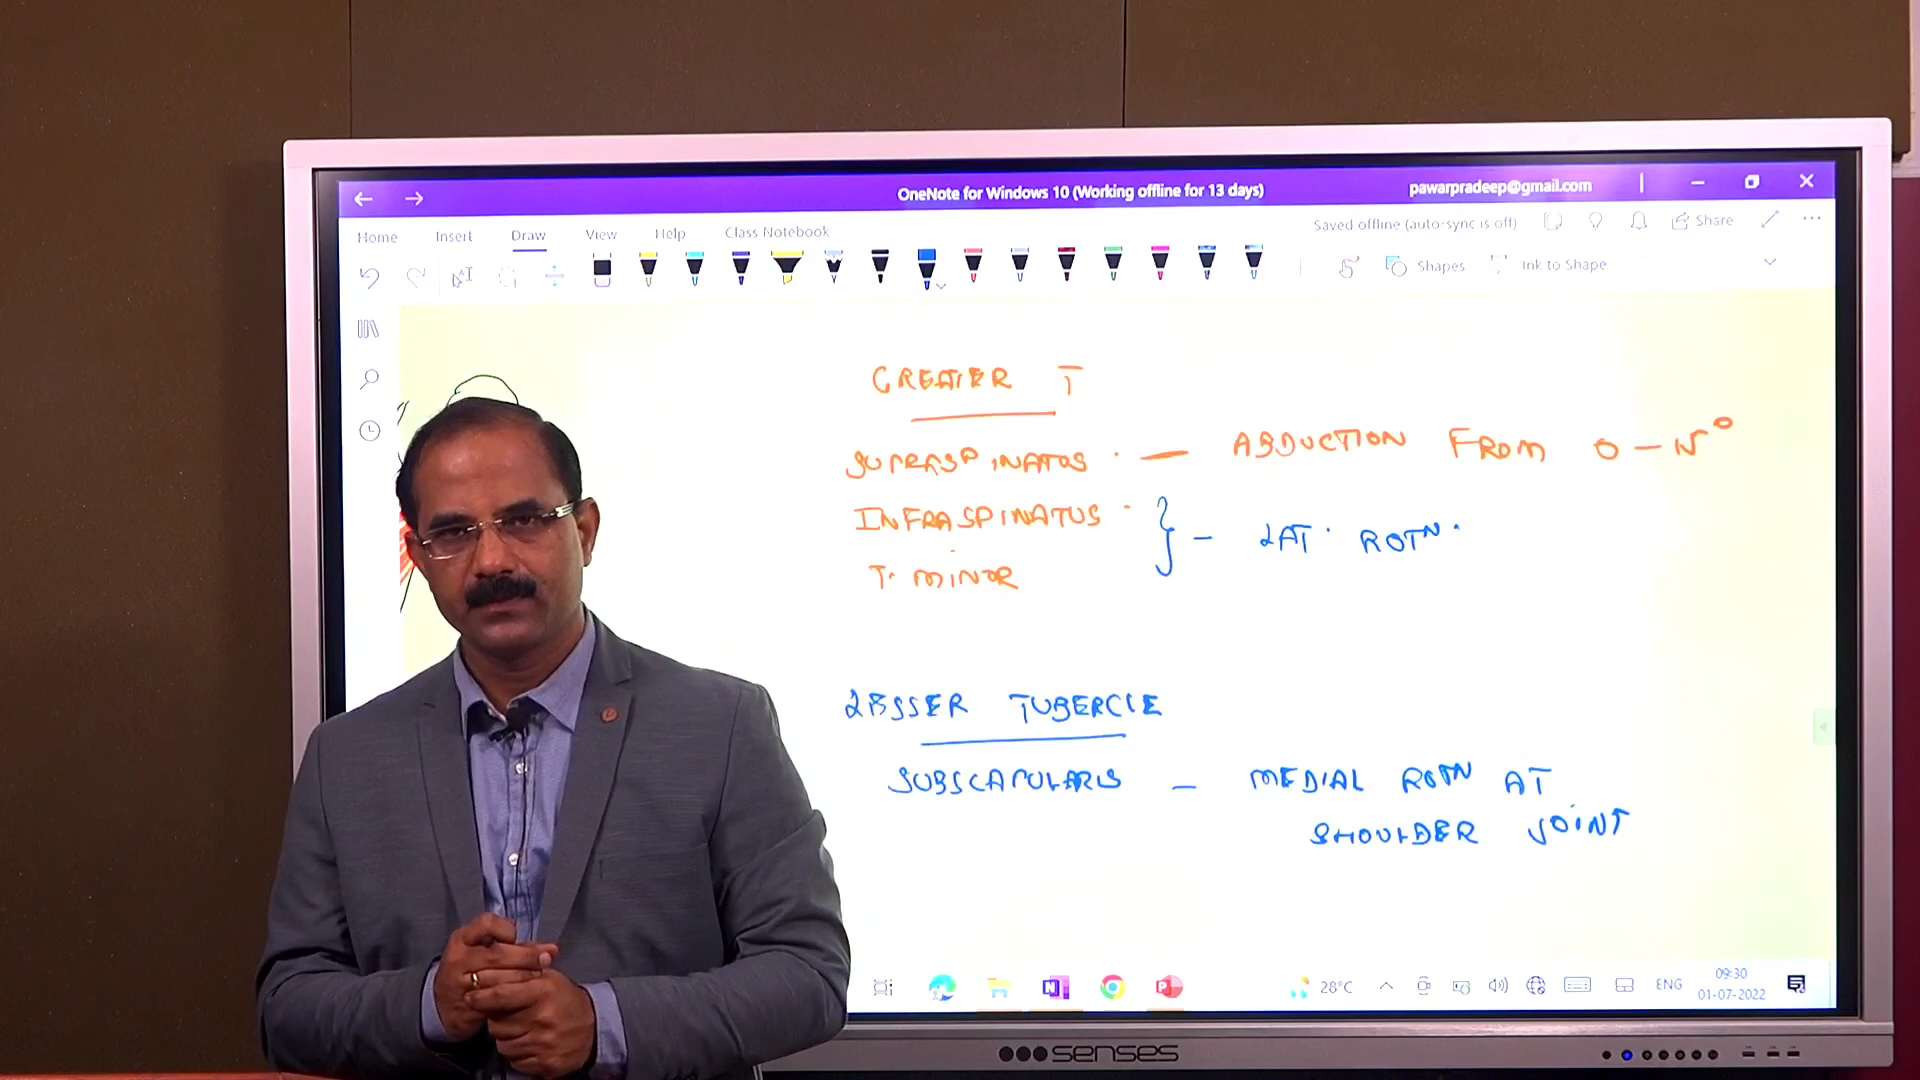 OneNote for Windows 10 (Working offline for 13 days)
pawarpradeep@gmail.com
Home Insert Draw View Help Class Notebook
Saved offline (auto-sync is off) Share
Shapes Ink to Shape
GREATER T
SUPRASPINATUS - ABDUCTION FROM 0-15°
INFRASPINATUS
} - LAT. ROTN.
T. MINOR
LESSER TUBERCLE
SUBSCAPULARIS - MEDIAL ROTN AT
SHOULDER JOINT
28°C ENG 09:30
01-07-2022
senses